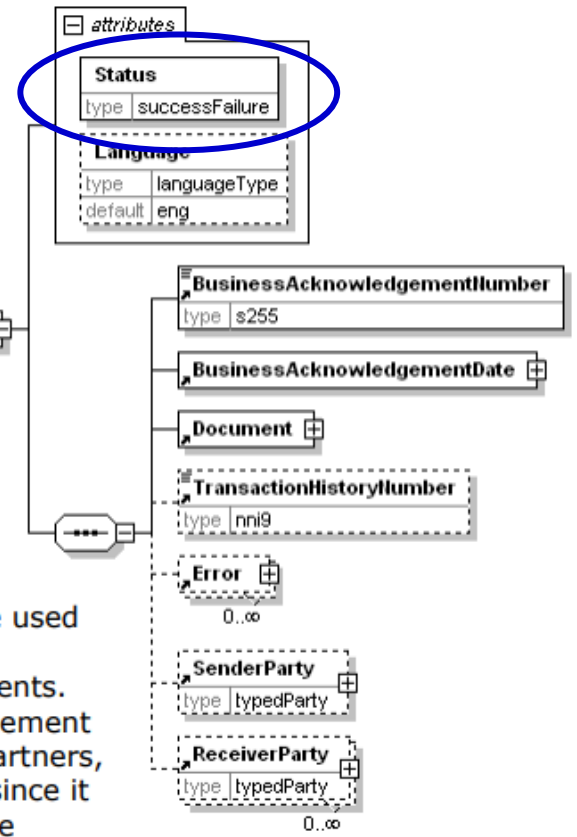 attributes
Status
type successFailure
Language
type languageType
default eng
BusinessAcknowledgementNumber
type s255
BusinessAcknowledgementDate
Document
TransactionHistoryNumber
type nni9
Error
0..∞
SenderParty
type typedParty
ReceiverParty
type typedParty
0..∞
used
ents.
ement
artners,
since it
e